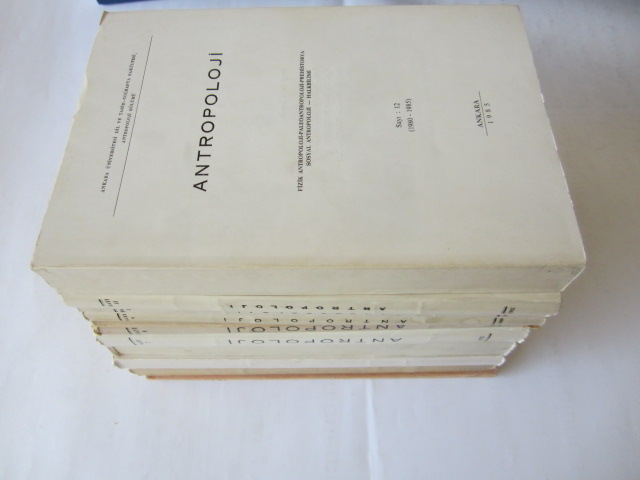 ANKARA ÜNİVERSİTESİ DİL VE TARİH-COĞRAFYA FAKÜLTESİ
ANTROPOLOJİ BÖLÜMÜ
ANTROPOLOJİ
FİZİK ANTROPOLOJİ-PALEOANTROPOLOJİ-PREHİSTORYA
SOSYAL ANTROPOLOJİ — HALKBİLİMİ
Sayı : 12
(1980 - 1985)
ANKARA
1985
ANTROPOLOJİ
ANTROPOLOJİ
ANTROPOLOJİ
ANTROPOLOJİ